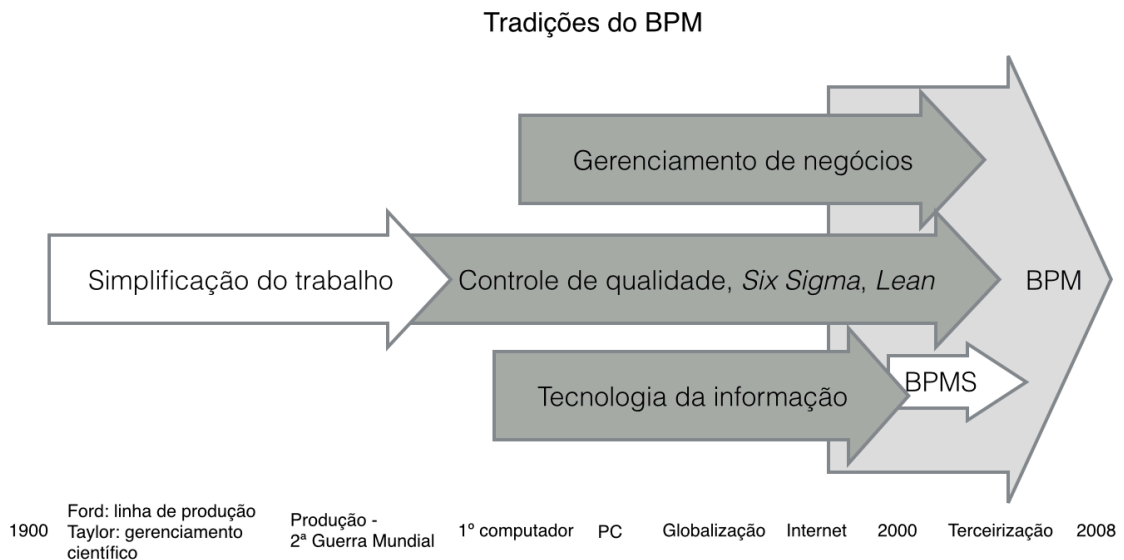 Tradições do BPM
Gerenciamento de negócios
Simplificação do trabalho
Controle de qualidade, Six Sigma, Lean
BPM
Tecnologia da informação
BPMS
1900
Ford: linha de produção
Taylor: gerenciamento
científico
Produção -
2ª Guerra Mundial
1º computador
PC
Globalização
Internet
2000
Terceirização
2008